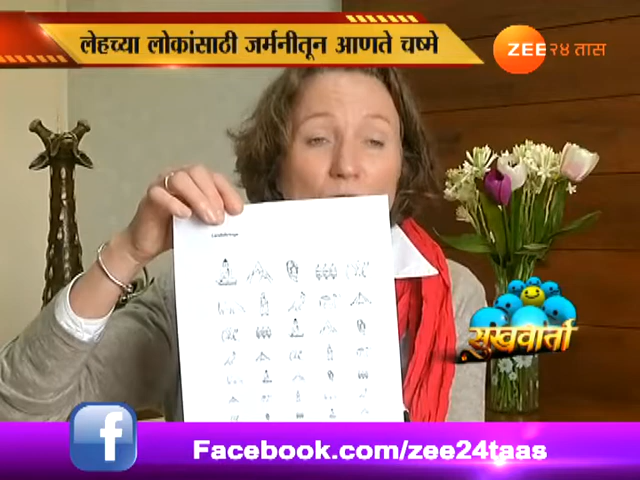 लेहच्या लोकांसाठी जर्मनीतून आणते चष्मे
ZEE २४ तास
सुखवार्ता
f
Facebook.com/zee24taas